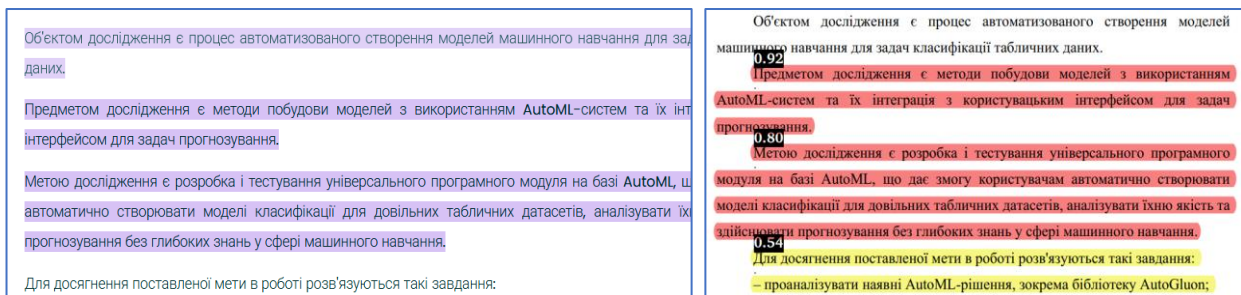 Об'єктом дослідження є процес автоматизованого створення моделей машинного навчання для
даних.
Предметом дослідження є методи побудови моделей з використанням AutoML-систем та їх
інтерфейсом для задач прогнозування.
Метою дослідження є розробка і тестування універсального програмного модуля на базі AutoML,
автоматично створювати моделі класифікації для довільних табличних датасетів, аналізувати
прогнозування без глибоких знань у сфері машинного навчання.
Для досягнення поставленої мети в роботі розв'язуються такі завдання:
Об'єктом дослідження є процес автоматизованого створення моделей
машинного навчання для задач класифікації табличних даних.
0.92
Предметом дослідження є методи побудови моделей з використанням
AutoML-систем та їх інтеграція з користувацьким інтерфейсом для задач
прогнозування.
0.80
Метою дослідження є розробка і тестування універсального програмного
модуля на базі AutoML, що дає змогу користувачам автоматично створювати
моделі класифікації для довільних табличних датасетів, аналізувати їхню якість та
здійснювати прогнозування без глибоких знань у сфері машинного навчання.
0.54
Для досягнення поставленої мети в роботі розв'язуються такі завдання:
– проаналізувати наявні AutoML-рішення, зокрема бібліотеку AutoGluon;